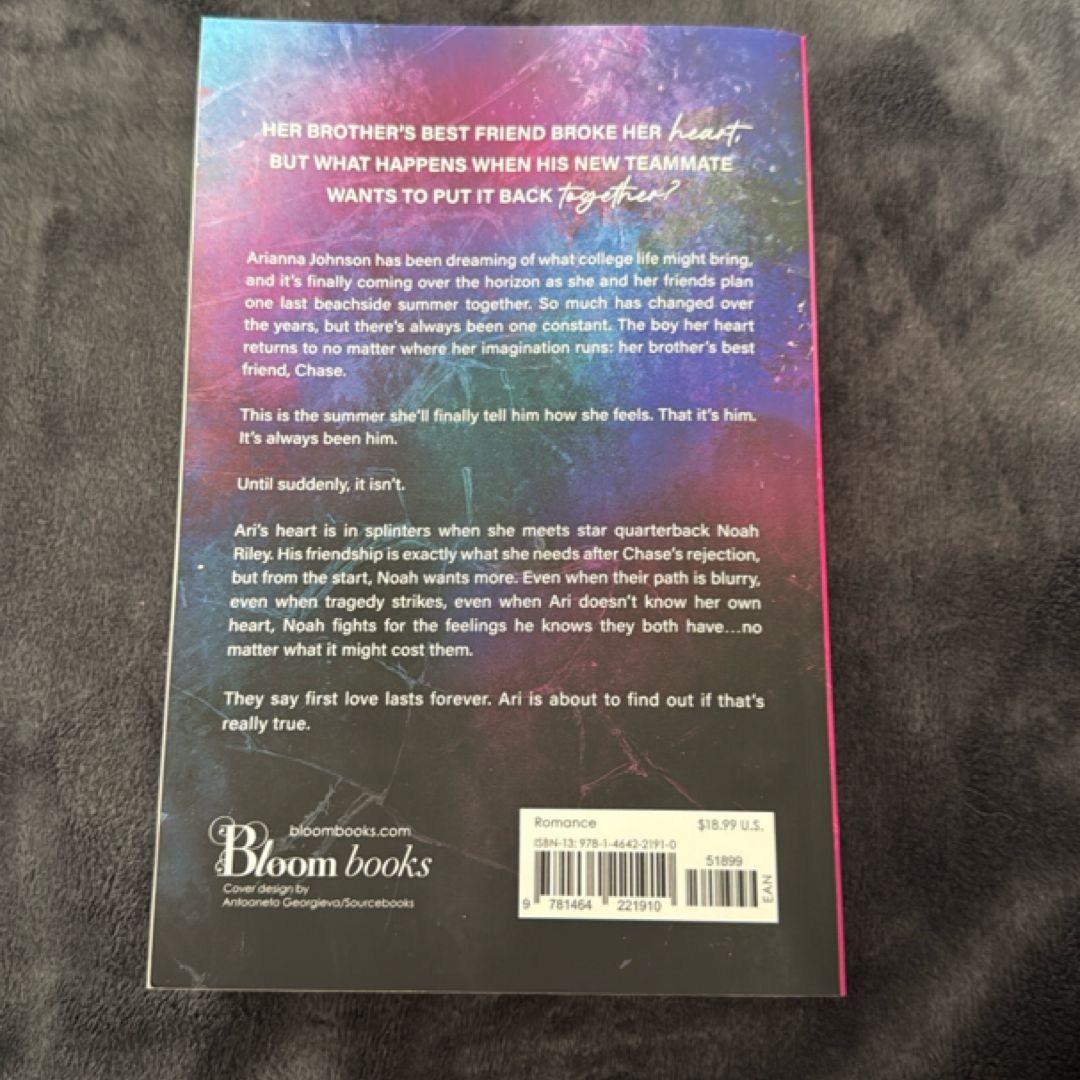 HER BROTHER'S BEST FRIEND BROKE HER heart,
BUT WHAT HAPPENS WHEN HIS NEW TEAMMATE
WANTS TO PUT IT BACK together?
Arianna Johnson has been dreaming of what college life might bring,
and it's finally coming over the horizon as she and her friends plan
one last beachside summer together. So much has changed over
the years, but there's always been one constant. The boy her heart
returns to no matter where her imagination runs: her brother's best
friend, Chase.
This is the summer she'll finally tell him how she feels. That it's him.
It's always been him.
Until suddenly, it isn't.
Ari's heart is in splinters when she meets star quarterback Noah
Riley. His friendship is exactly what she needs after Chase's rejection,
but from the start, Noah wants more. Even when their path is blurry,
even when tragedy strikes, even when Ari doesn't know her own
heart, Noah fights for the feelings he knows they both have...no
matter what it might cost them.
They say first love lasts forever. Ari is about to find out if that's
really true.
bloombooks.com
Bloom books
Cover design by
Antoaneta Georgieva/Sourcebooks
Romance $18.99 U.S.
ISBN-13: 978-1-4642-2191-0
51899
9 781464 221910
EAN